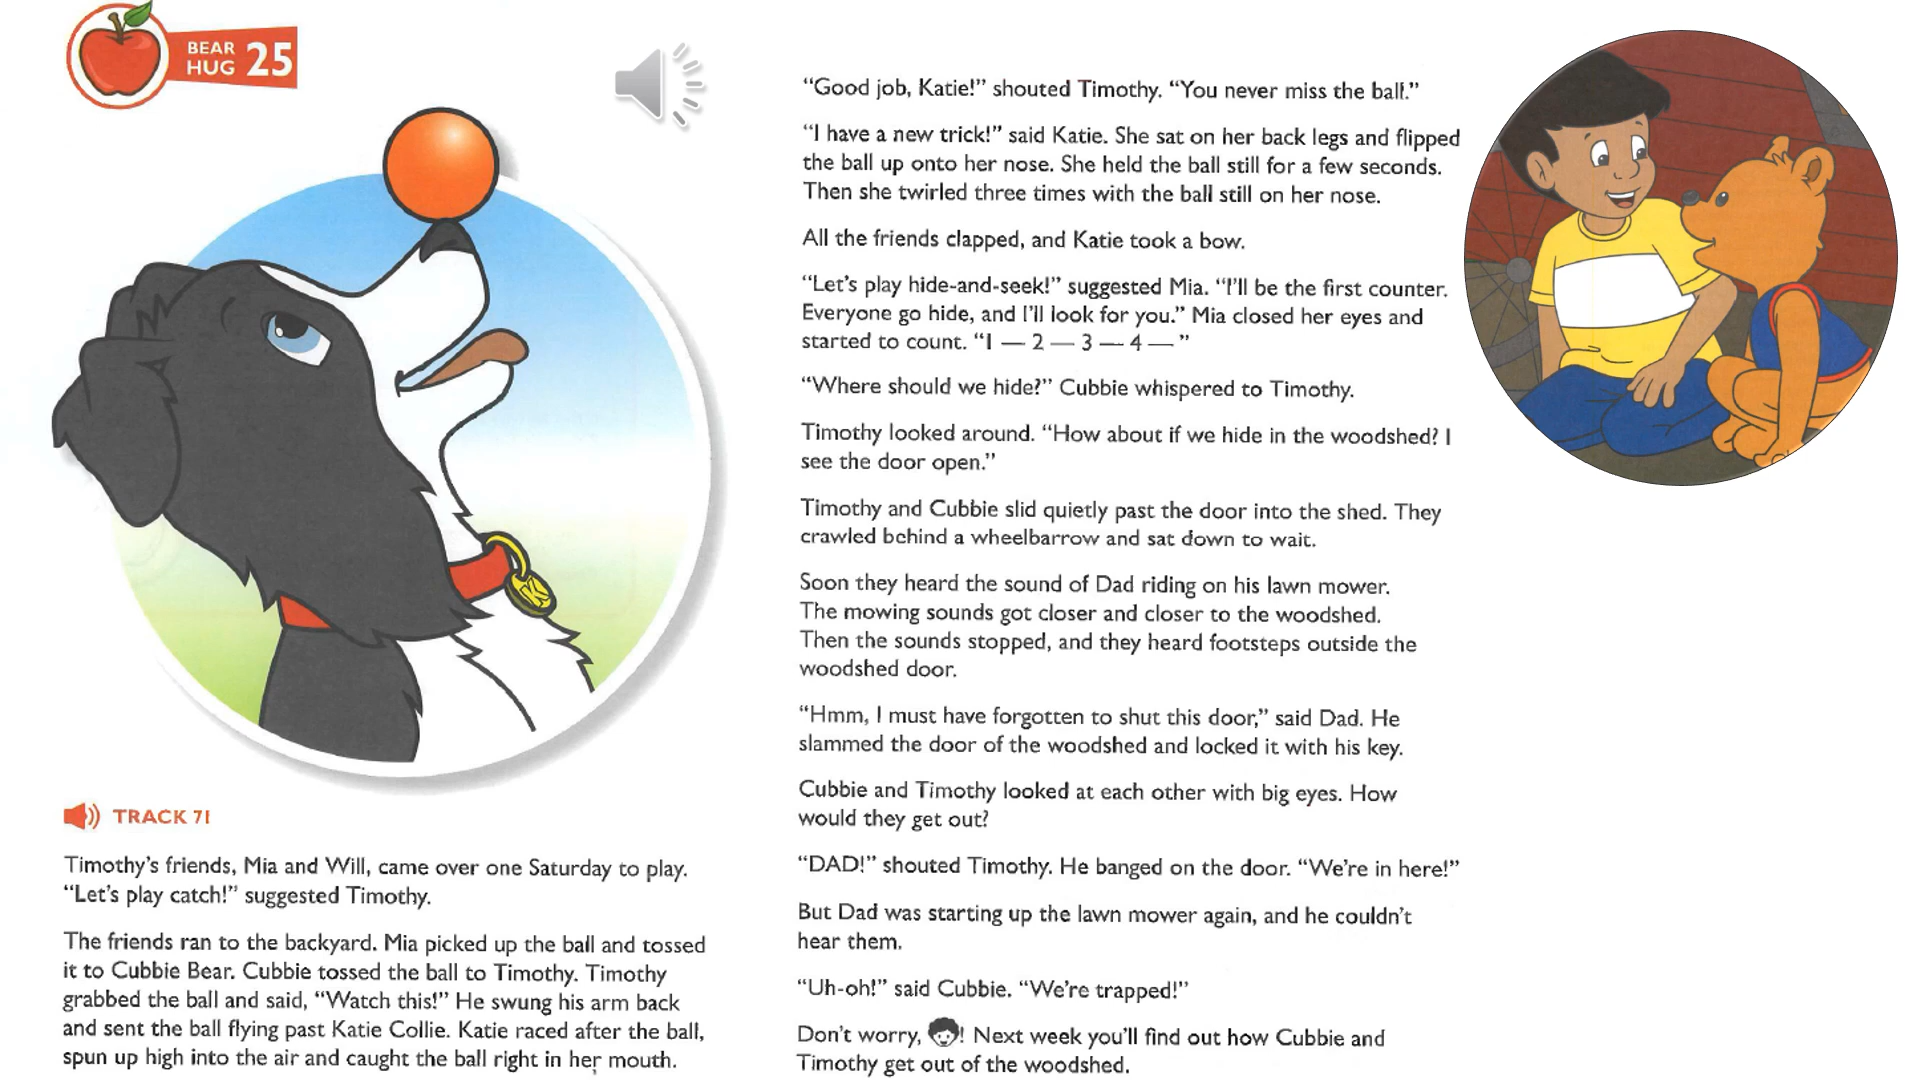 BEAR
HUG 25
TRACK 71
Timothy’s friends, Mia and Will, came over one Saturday to play.
“Let’s play catch!” suggested Timothy.
The friends ran to the backyard. Mia picked up the ball and tossed
it to Cubbie Bear. Cubbie tossed the ball to Timothy. Timothy
grabbed the ball and said, “Watch this!” He swung his arm back
and sent the ball flying past Katie Collie. Katie raced after the ball,
spun up high into the air and caught the ball right in her mouth.
K
“Good job, Katie!” shouted Timothy. “You never miss the ball.”
“I have a new trick!” said Katie. She sat on her back legs and flipped
the ball up onto her nose. She held the ball still for a few seconds.
Then she twirled three times with the ball still on her nose.
All the friends clapped, and Katie took a bow.
“Let’s play hide-and-seek!” suggested Mia. “I’ll be the first counter.
Everyone go hide, and I’ll look for you.” Mia closed her eyes and
started to count. “1 — 2 — 3 — 4 — ”
“Where should we hide?” Cubbie whispered to Timothy.
Timothy looked around. “How about if we hide in the woodshed? I
see the door open.”
Timothy and Cubbie slid quietly past the door into the shed. They
crawled behind a wheelbarrow and sat down to wait.
Soon they heard the sound of Dad riding on his lawn mower.
The mowing sounds got closer and closer to the woodshed.
Then the sounds stopped, and they heard footsteps outside the
woodshed door.
“Hmm, I must have forgotten to shut this door,” said Dad. He
slammed the door of the woodshed and locked it with his key.
Cubbie and Timothy looked at each other with big eyes. How
would they get out?
“DAD!” shouted Timothy. He banged on the door. “We’re in here!”
But Dad was starting up the lawn mower again, and he couldn’t
hear them.
“Uh-oh!” said Cubbie. “We’re trapped!”
Don’t worry, ! Next week you’ll find out how Cubbie and
Timothy get out of the woodshed.